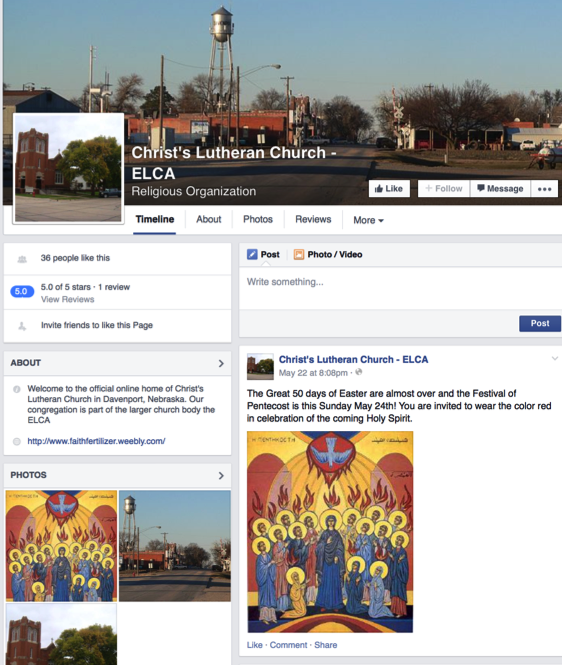 Christ's Lutheran Church -
ELCA
Religious Organization
Like
+ Follow
Message
•••
Timeline
About
Photos
Reviews
More
36 people like this
5.0
5.0 of 5 stars · 1 review
View Reviews
Invite friends to like this Page
ABOUT
Welcome to the official online home of Christ's
Lutheran Church in Davenport, Nebraska. Our
congregation is part of the larger church body the
ELCA
http://www.faithfertilizer.weebly.com/
PHOTOS
Post
Photo / Video
Write something...
Post
Christ's Lutheran Church - ELCA
May 22 at 8:08pm ·
The Great 50 days of Easter are almost over and the Festival of
Pentecost is this Sunday May 24th! You are invited to wear the color red
in celebration of the coming Holy Spirit.
Like · Comment · Share